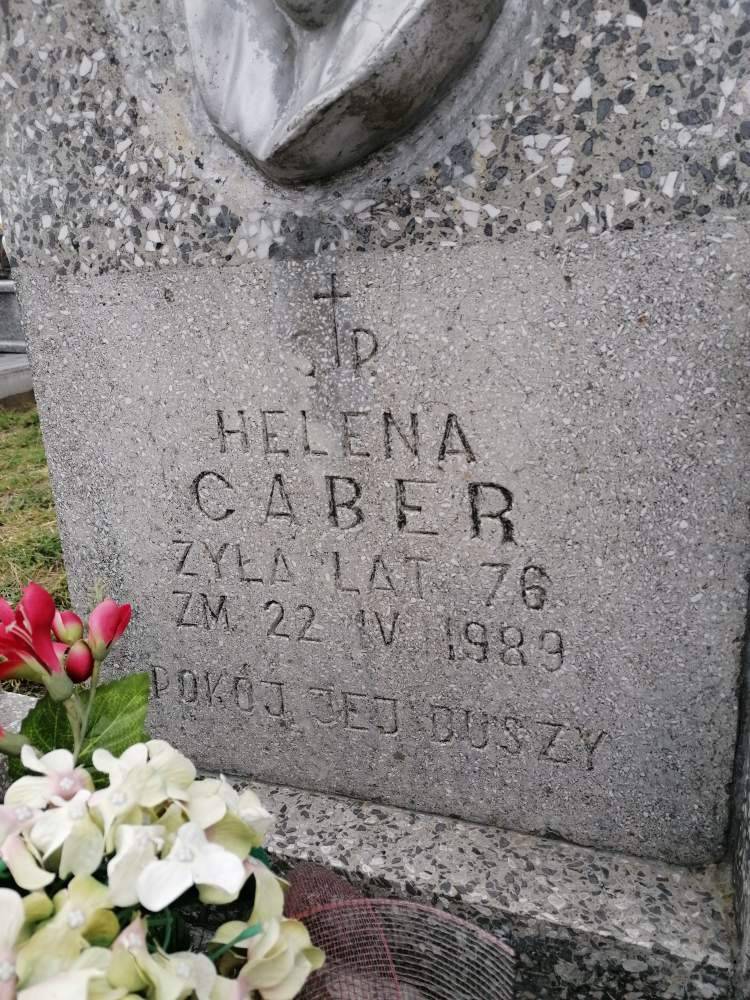 Ś P
HELENA
CABER
ŻYŁA LAT 76
ZM. 22 IV 1989
POKÓJ JEJ DUSZY